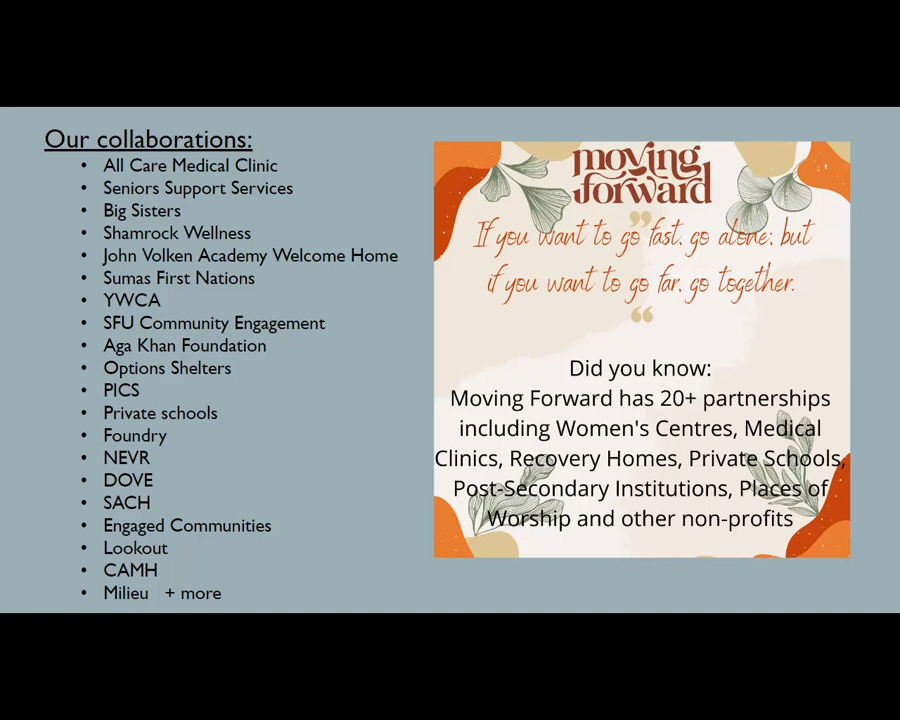 Our collaborations:
• All Care Medical Clinic
• Seniors Support Services
• Big Sisters
• Shamrock Wellness
• John Volken Academy Welcome Home
• Sumas First Nations
• YWCA
• SFU Community Engagement
• Aga Khan Foundation
• Options Shelters
• PICS
• Private schools
• Foundry
• NEVR
• DOVE
• SACH
• Engaged Communities
• Lookout
• CAMH
• Milieu + more
moving
forward
”
If you want to go fast, go alone; but
if you want to go far, go together.
“
Did you know:
Moving Forward has 20+ partnerships
including Women's Centres, Medical
Clinics, Recovery Homes, Private Schools,
Post-Secondary Institutions, Places of
Worship and other non-profits